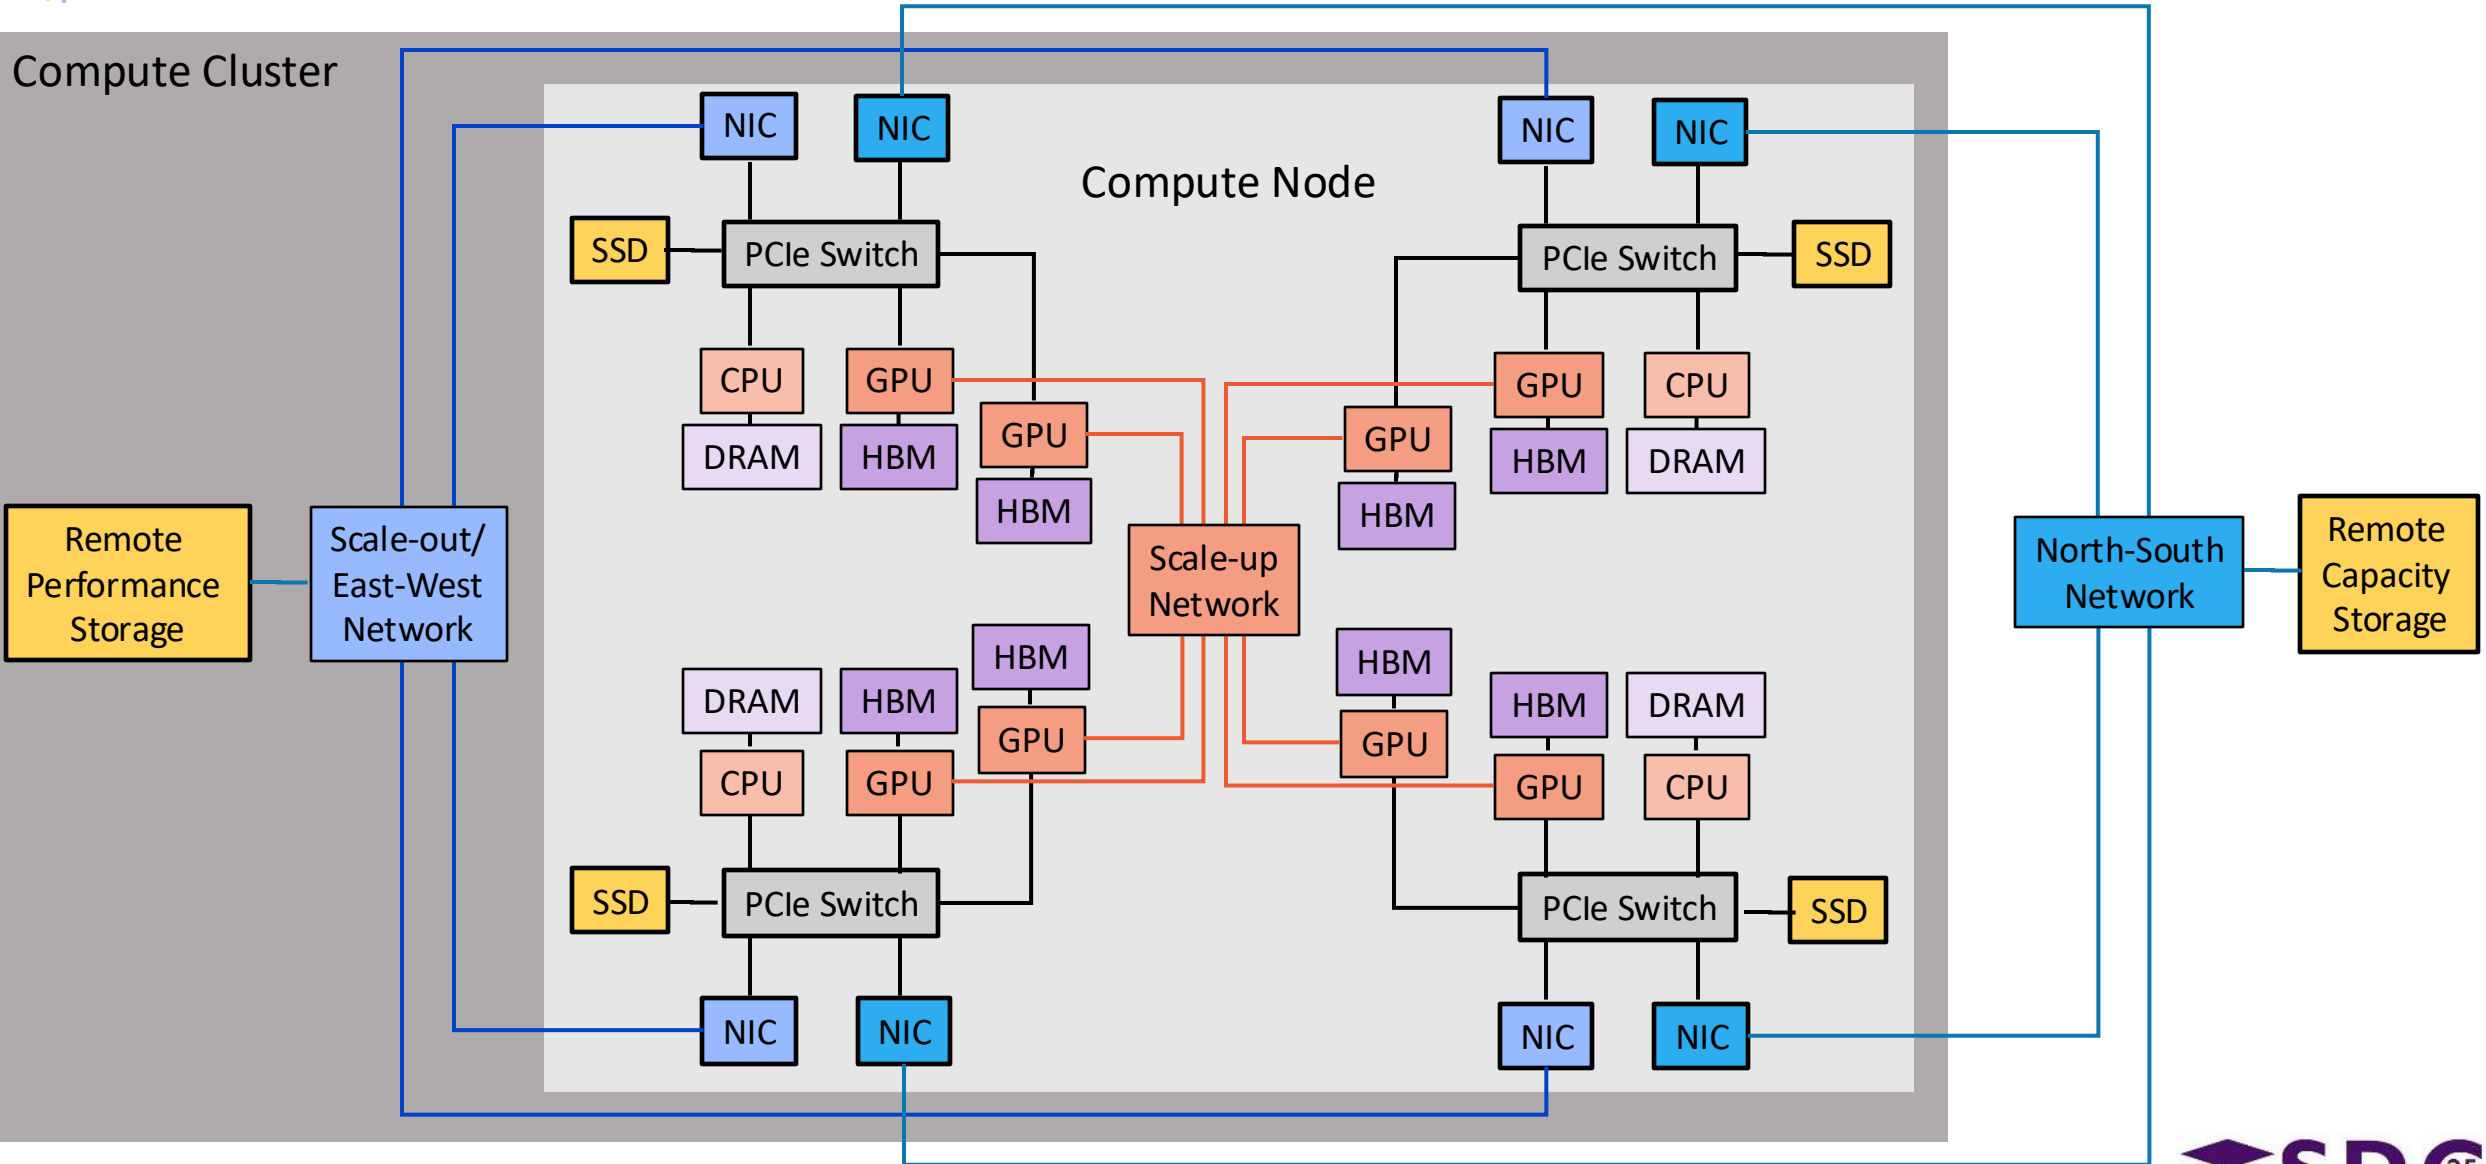 Compute Cluster
NIC
NIC
NIC
NIC
Compute Node
SSD
PCIe Switch
PCIe Switch
SSD
CPU
GPU
GPU
CPU
DRAM
HBM
GPU
HBM
GPU
HBM
HBM
DRAM
Remote
Performance
Storage
Scale-out/
East-West
Network
Scale-up
Network
North-South
Network
Remote
Capacity
Storage
HBM
HBM
DRAM
HBM
GPU
GPU
HBM
DRAM
CPU
GPU
GPU
CPU
SSD
PCIe Switch
PCIe Switch
SSD
NIC
NIC
NIC
NIC